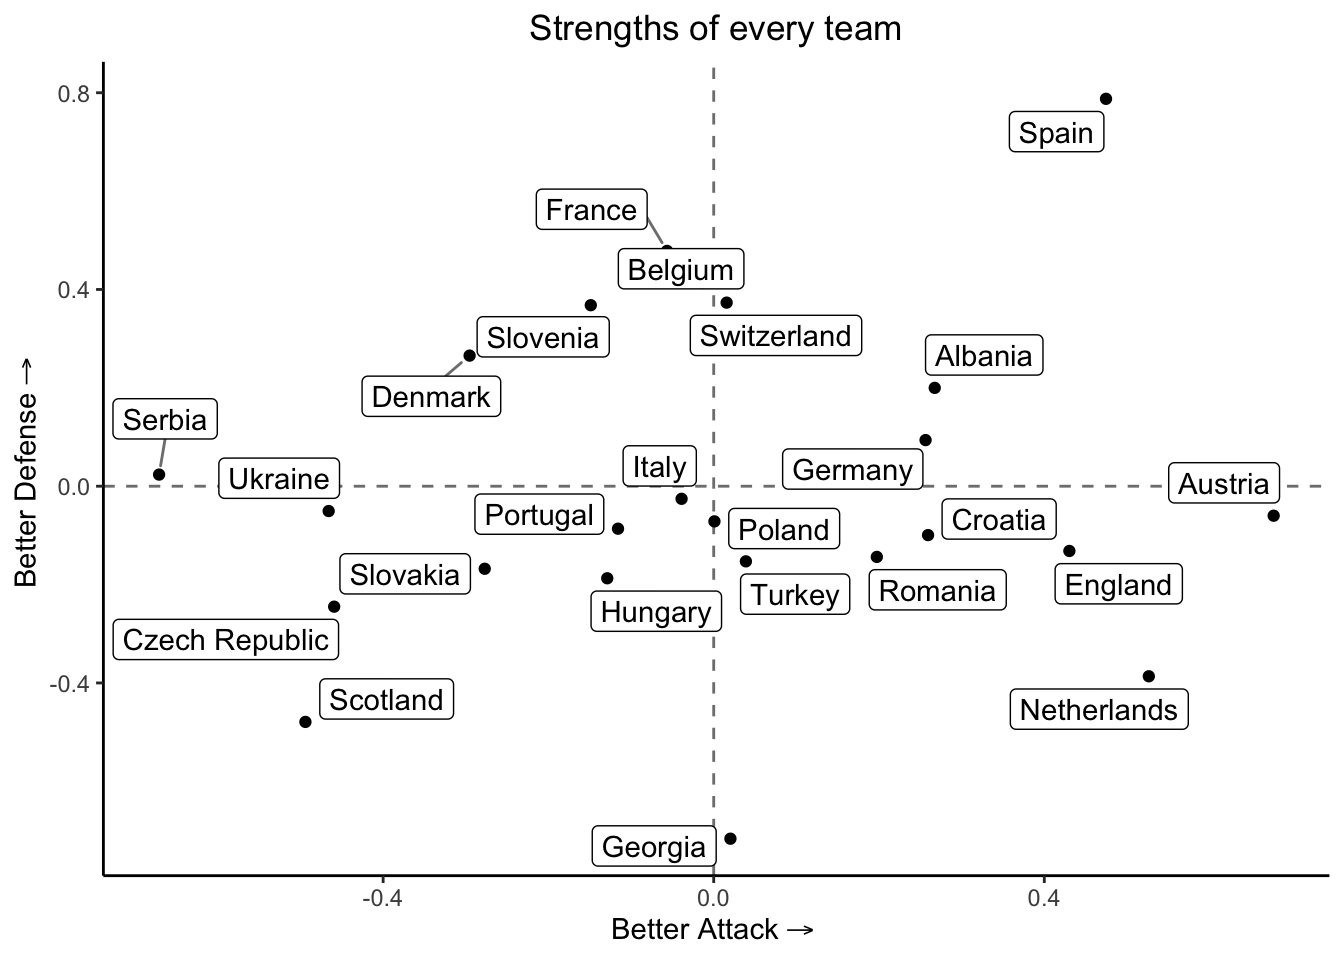 Strengths of every team
0.8
Spain
France
Belgium
0.4
Slovenia
Switzerland
Albania
Denmark
Serbia
Italy
Germany
Ukraine
Austria
0.0
Portugal
Poland
Croatia
Slovakia
Turkey
Romania
England
Hungary
Czech Republic
-0.4
Scotland
Netherlands
Georgia
-0.4
0.0
0.4
Better Attack →
Better Defense →